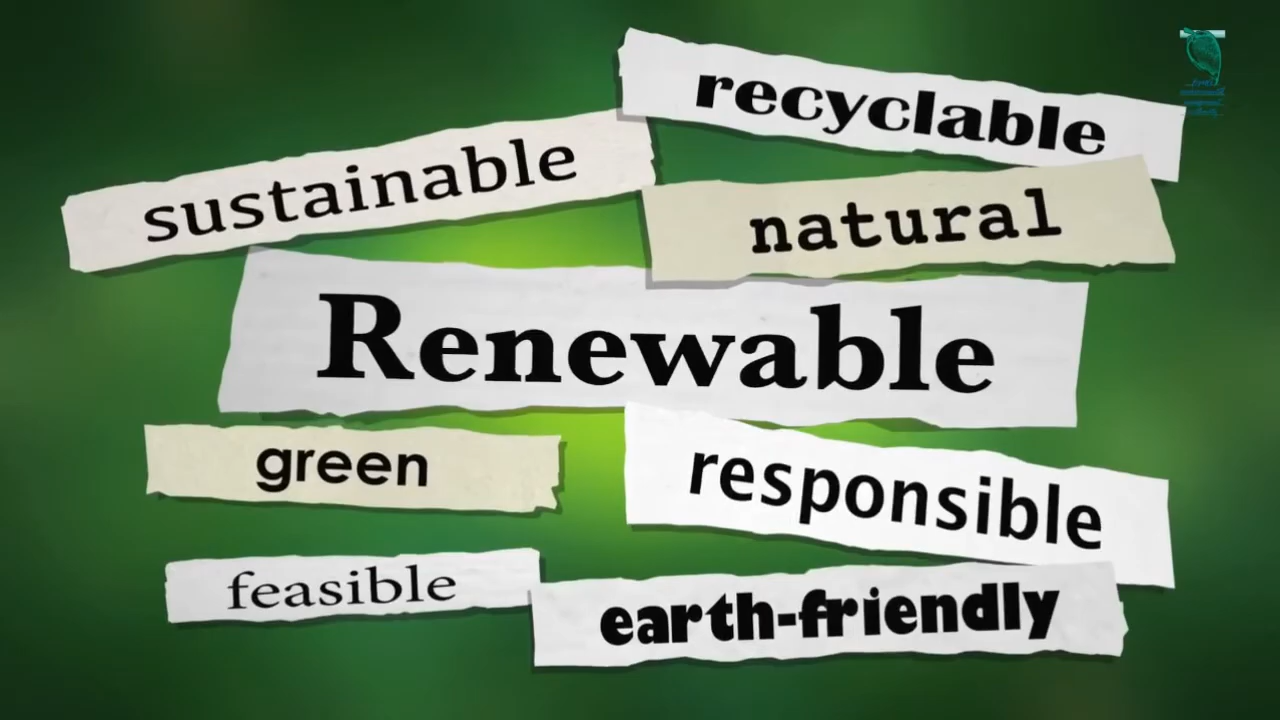 recyclable
sustainable
natural
Renewable
green
responsible
feasible
earth-friendly